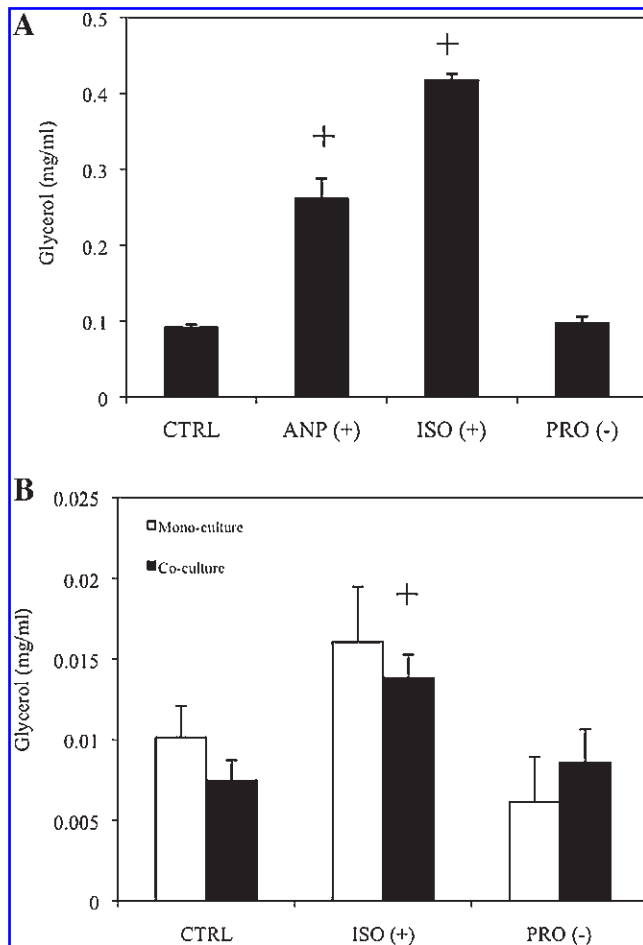 A
0.5
0.4
0.3
0.2
0.1
0
Glycerol (mg/ml)
+
+
CTRL ANP (+) ISO (+) PRO (-)
B
0.025
0.02
0.015
0.01
0.005
0
Glycerol (mg/ml)
Mono-culture
Co-culture
+
CTRL ISO (+) PRO (-)